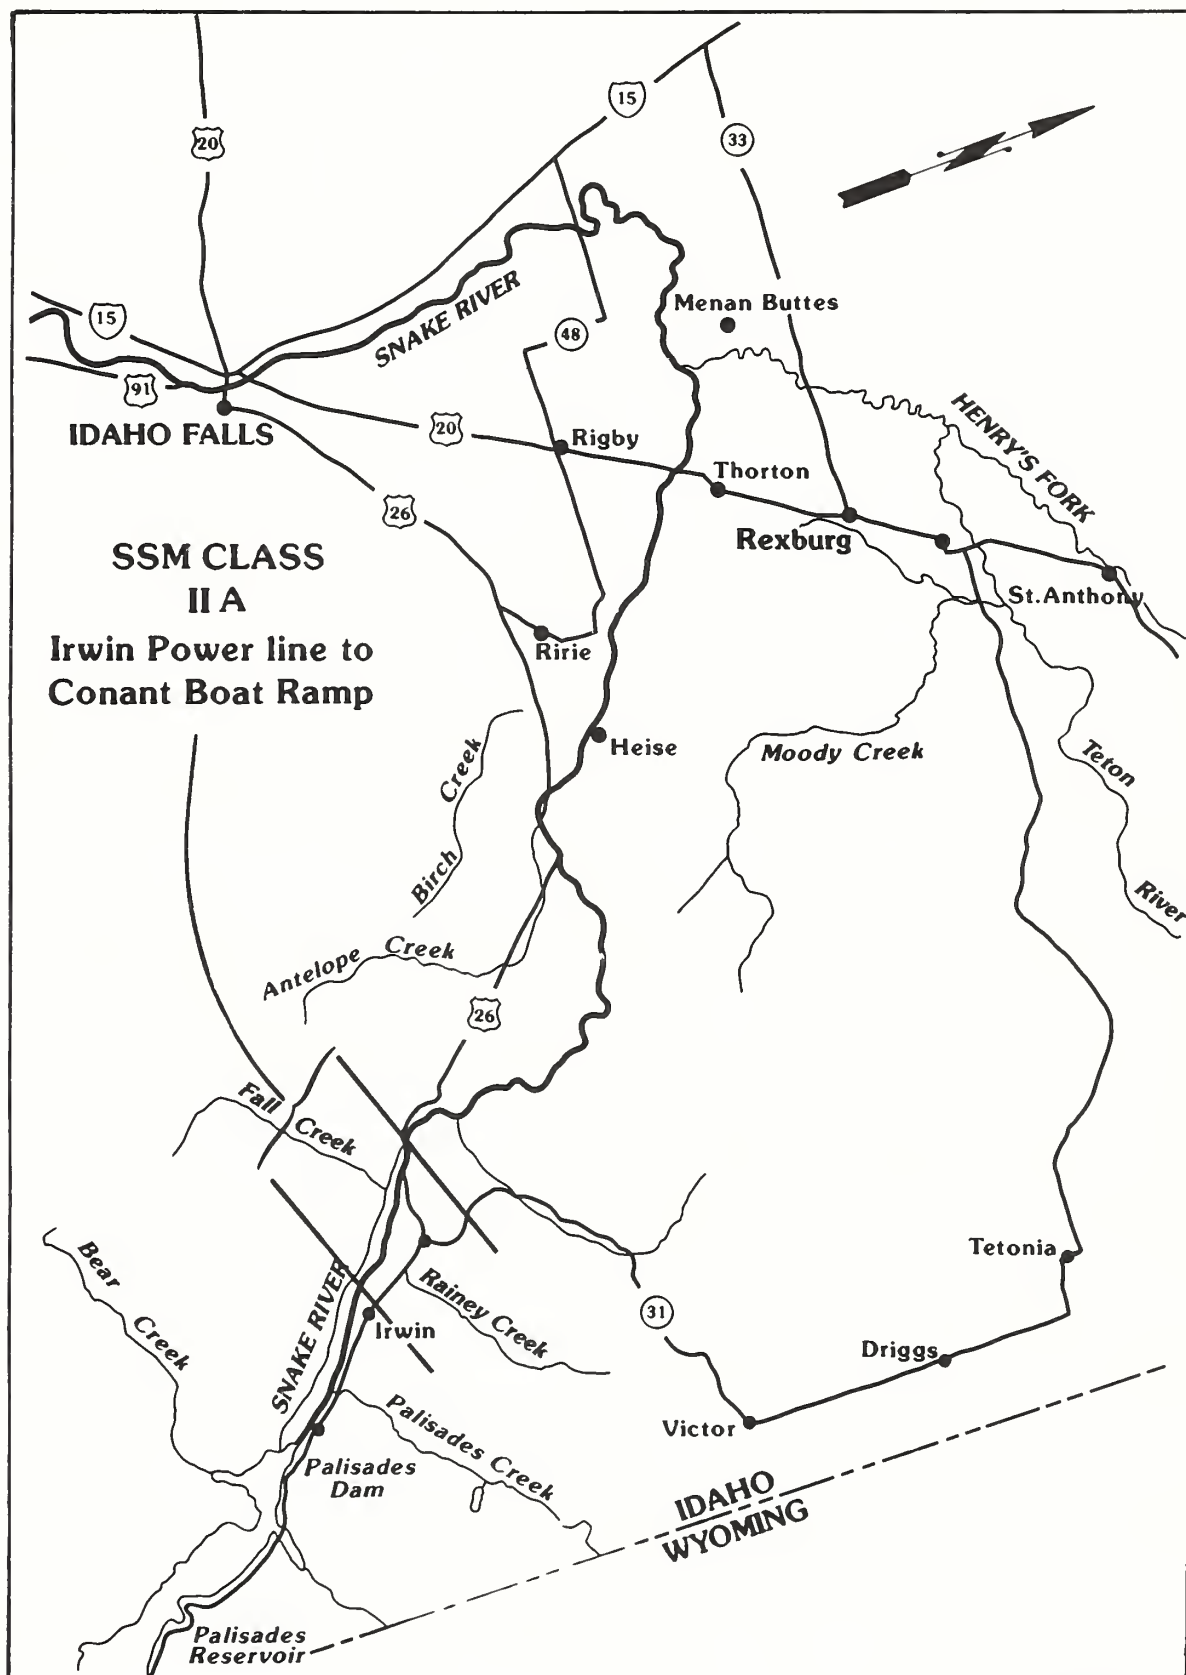 20
15
33
SNAKE RIVER
Menan Buttes
15
48
91
IDAHO FALLS
20
Rigby
HENRY'S FORK
Thorton
26
Rexburg
SSM CLASS
II A
Irwin Power line to
Conant Boat Ramp
St. Anthony
Ririe
Heise
Moody Creek
Teton
River
Birch Creek
Antelope Creek
26
Fall Creek
Bear Creek
SNAKE RIVER
Rainey Creek
Irwin
31
Tetonia
Driggs
Victor
Palisades Creek
Palisades
Dam
IDAHO
WYOMING
Palisades
Reservoir